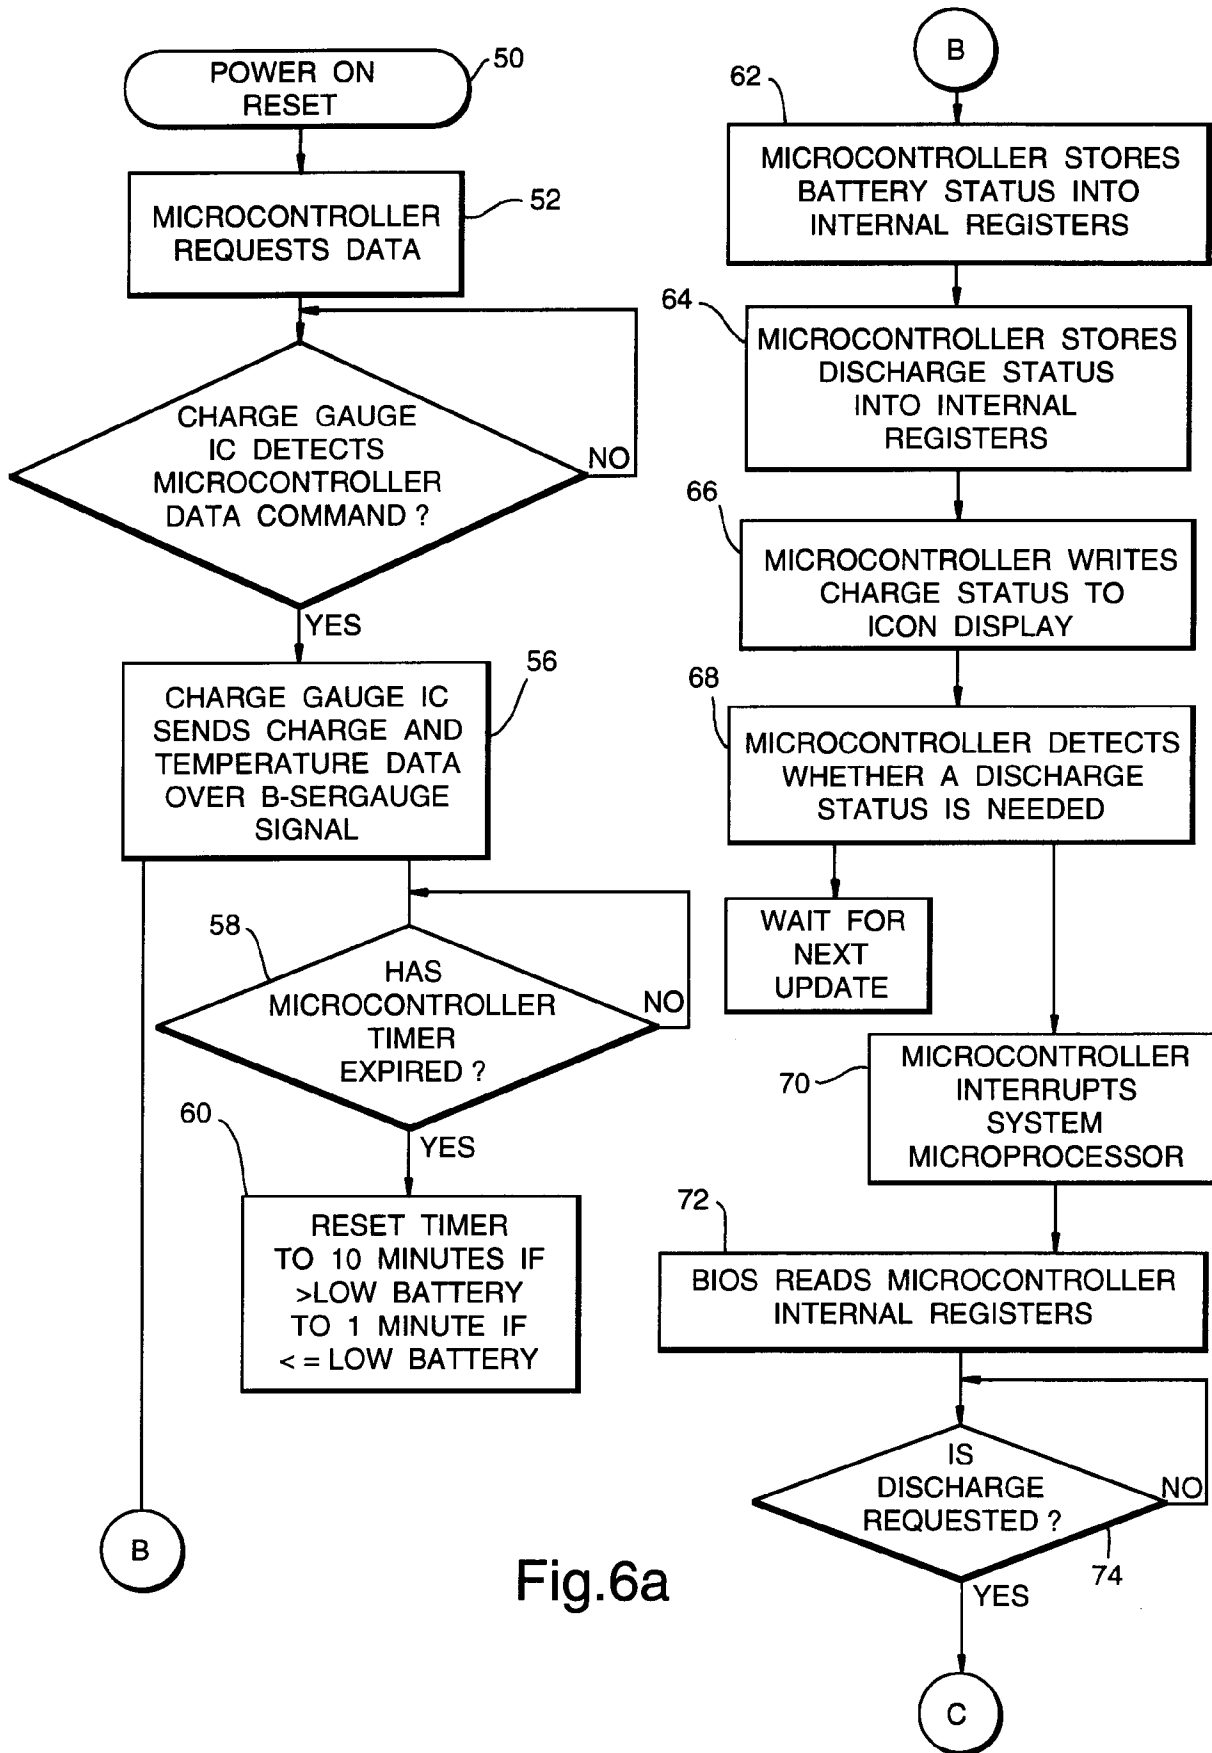 POWER ON
RESET
50
MICROCONTROLLER
REQUESTS DATA
52
CHARGE GAUGE
IC DETECTS
MICROCONTROLLER
DATA COMMAND ?
NO
YES
CHARGE GAUGE IC
SENDS CHARGE AND
TEMPERATURE DATA
OVER B-SERGAUGE
SIGNAL
56
58
HAS
MICROCONTROLLER
TIMER
EXPIRED ?
NO
YES
60
RESET TIMER
TO 10 MINUTES IF
>LOW BATTERY
TO 1 MINUTE IF
< = LOW BATTERY
B
B
62
MICROCONTROLLER STORES
BATTERY STATUS INTO
INTERNAL REGISTERS
64
MICROCONTROLLER STORES
DISCHARGE STATUS
INTO INTERNAL
REGISTERS
66
MICROCONTROLLER WRITES
CHARGE STATUS TO
ICON DISPLAY
68
MICROCONTROLLER DETECTS
WHETHER A DISCHARGE
STATUS IS NEEDED
WAIT FOR
NEXT
UPDATE
70
MICROCONTROLLER
INTERRUPTS
SYSTEM
MICROPROCESSOR
72
BIOS READS MICROCONTROLLER
INTERNAL REGISTERS
IS
DISCHARGE
REQUESTED ?
NO
74
YES
C
Fig.6a